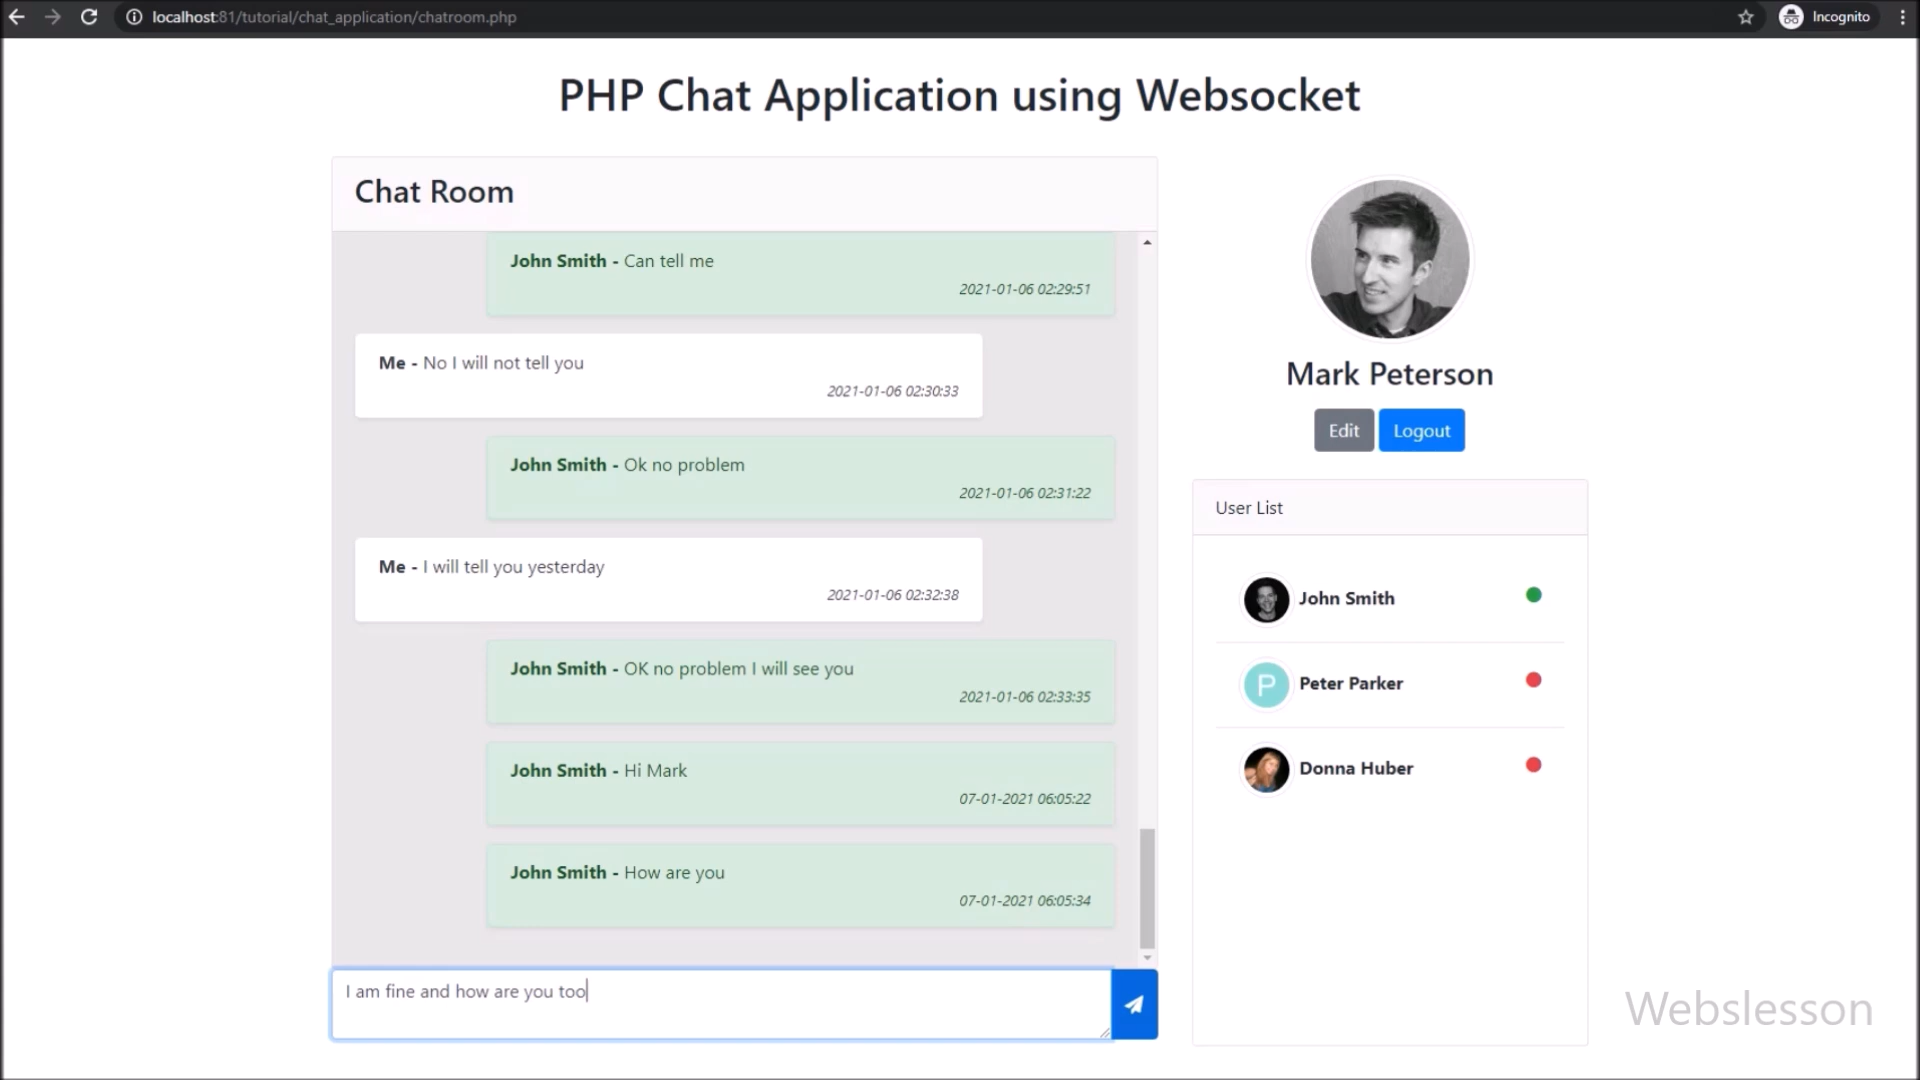 localhost:81/tutorial/chat_application/chatroom.php
Incognito
PHP Chat Application using Websocket
Chat Room
John Smith - Can tell me
2021-01-06 02:29:51
Me - No I will not tell you
2021-01-06 02:30:33
John Smith - Ok no problem
2021-01-06 02:31:22
Me - I will tell you yesterday
2021-01-06 02:32:38
John Smith - OK no problem I will see you
2021-01-06 02:33:35
John Smith - Hi Mark
07-01-2021 06:05:22
John Smith - How are you
07-01-2021 06:05:34
I am fine and how are you too
Mark Peterson
Edit Logout
User List
John Smith
P Peter Parker
Donna Huber
Webslesson